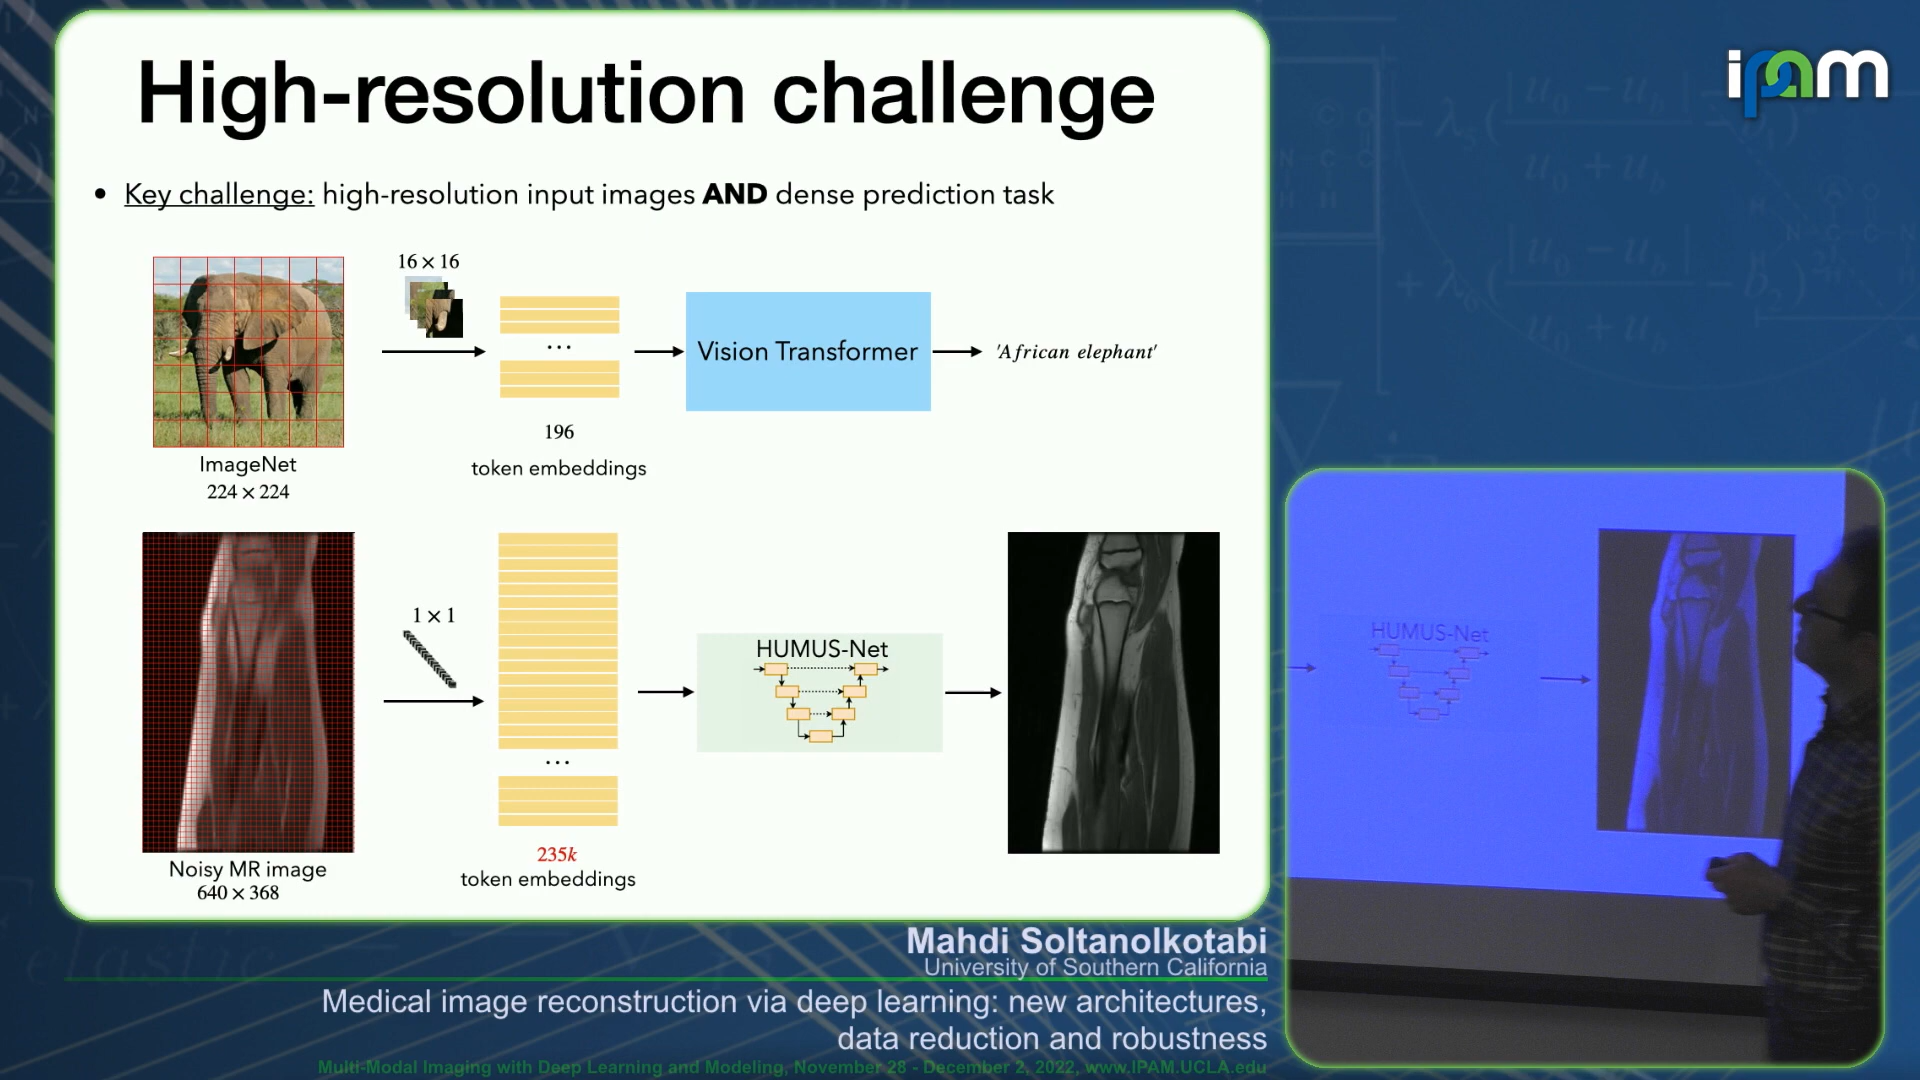 High-resolution challenge
• Key challenge: high-resolution input images AND dense prediction task
16 × 16
...
Vision Transformer
'African elephant'
196
token embeddings
ImageNet
224 × 224
1 × 1
HUMUS-Net
...
235k
token embeddings
Noisy MR image
640 × 368
ipam
HUMUS-Net
Mahdi Soltanolkotabi
University of Southern California
Medical image reconstruction via deep learning: new architectures,
data reduction and robustness
Multi-Modal Imaging with Deep Learning and Modeling, November 28 - December 2, 2022, www.IPAM.UCLA.edu